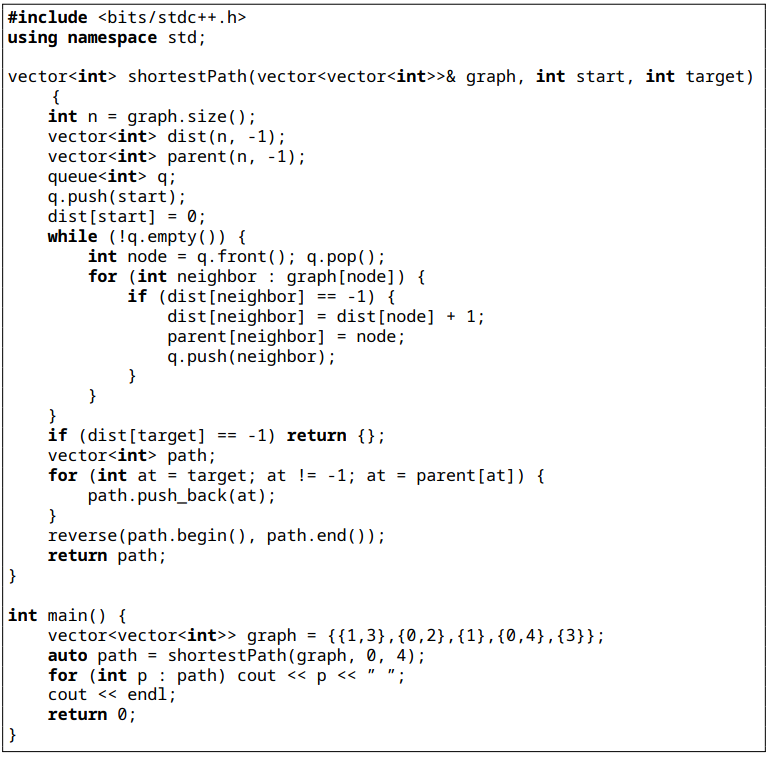 #include <bits/stdc++.h>
using namespace std;

vector<int> shortestPath(vector<vector<int>>& graph, int start, int target)
    {
    int n = graph.size();
    vector<int> dist(n, -1);
    vector<int> parent(n, -1);
    queue<int> q;
    q.push(start);
    dist[start] = 0;
    while (!q.empty()) {
        int node = q.front(); q.pop();
        for (int neighbor : graph[node]) {
            if (dist[neighbor] == -1) {
                dist[neighbor] = dist[node] + 1;
                parent[neighbor] = node;
                q.push(neighbor);
            }
        }
    }
    if (dist[target] == -1) return {};
    vector<int> path;
    for (int at = target; at != -1; at = parent[at]) {
        path.push_back(at);
    }
    reverse(path.begin(), path.end());
    return path;
}

int main() {
    vector<vector<int>> graph = {{1,3},{0,2},{1},{0,4},{3}};
    auto path = shortestPath(graph, 0, 4);
    for (int p : path) cout << p << ” ”;
    cout << endl;
    return 0;
}